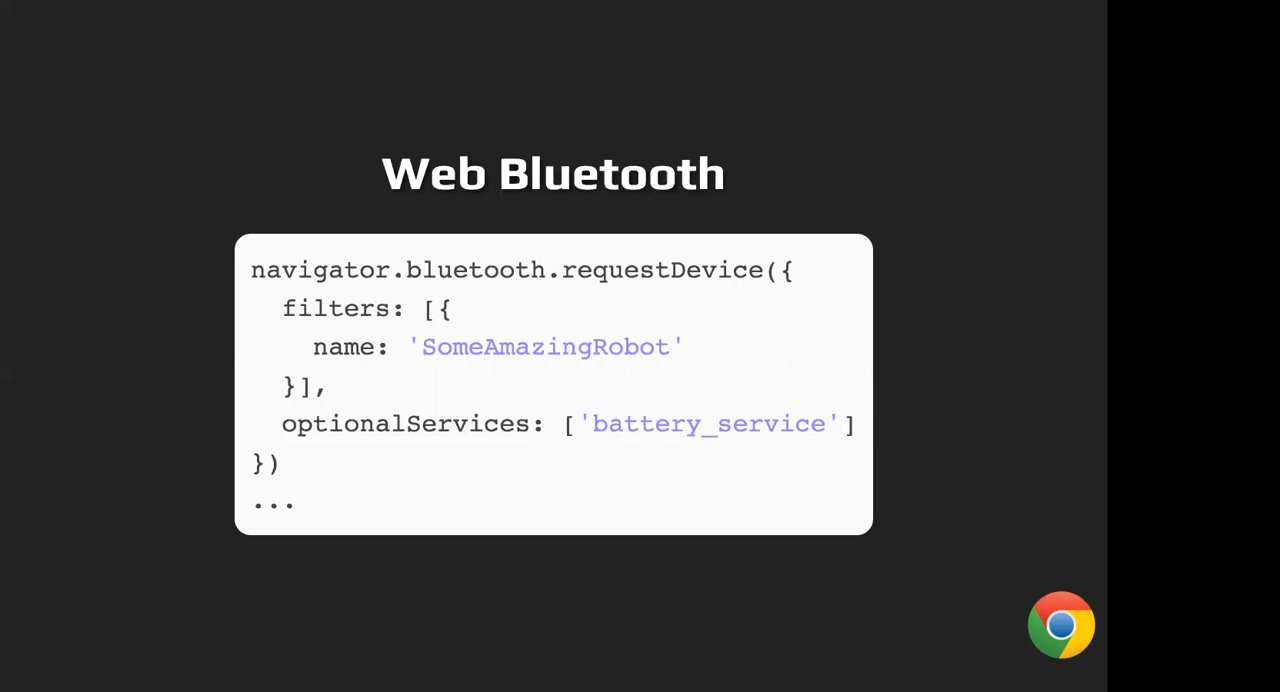 Web Bluetooth
navigator.bluetooth.requestDevice({
  filters: [{
    name: 'SomeAmazingRobot'
  }],
  optionalServices: ['battery_service']
})
...